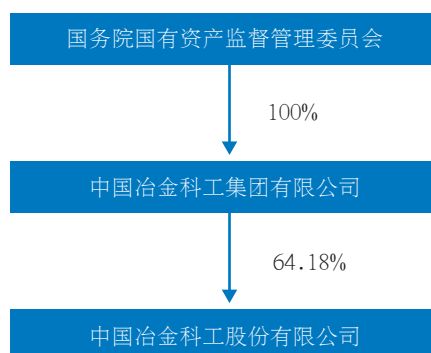 国务院国有资产监督管理委员会
100%
中国冶金科工集团有限公司
64.18%
中国冶金科工股份有限公司